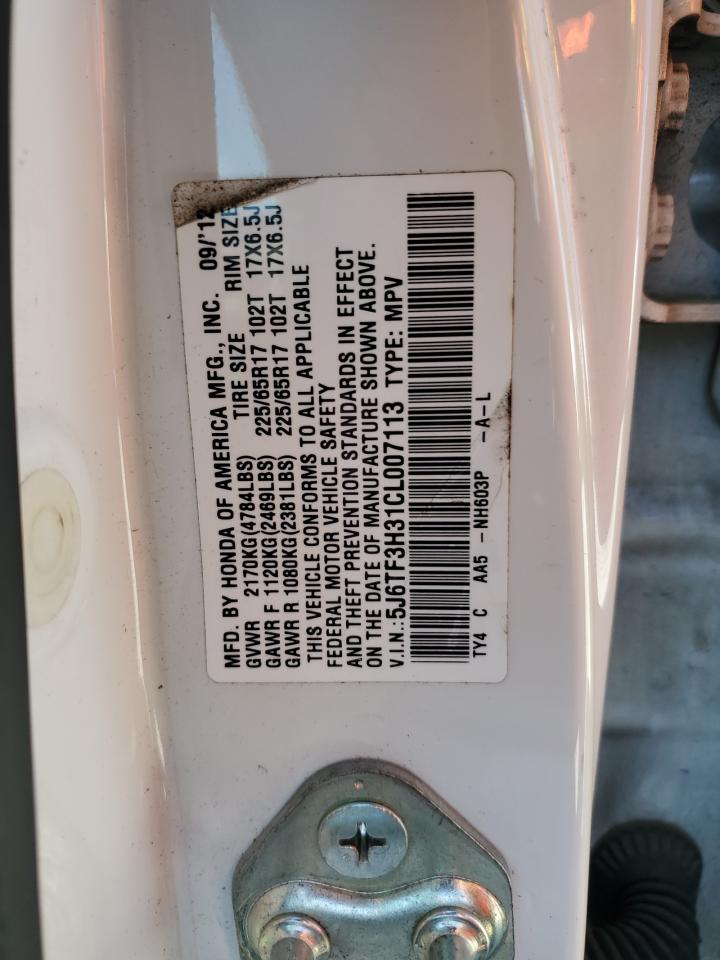 MFD. BY HONDA OF AMERICA MFG., INC. 09/'12
GVWR 2170KG(4784LBS) TIRE SIZE RIM SIZE
GAWR F 1120KG(2469LBS) 225/65R17 102T 17X6.5J
GAWR R 1080KG(2381LBS) 225/65R17 102T 17X6.5J
THIS VEHICLE CONFORMS TO ALL APPLICABLE
FEDERAL MOTOR VEHICLE SAFETY
AND THEFT PREVENTION STANDARDS IN EFFECT
ON THE DATE OF MANUFACTURE SHOWN ABOVE.
V.I.N.: 5J6TF3H31CL007113 TYPE: MPV
TY4 C AA5 -NH603P -A-L